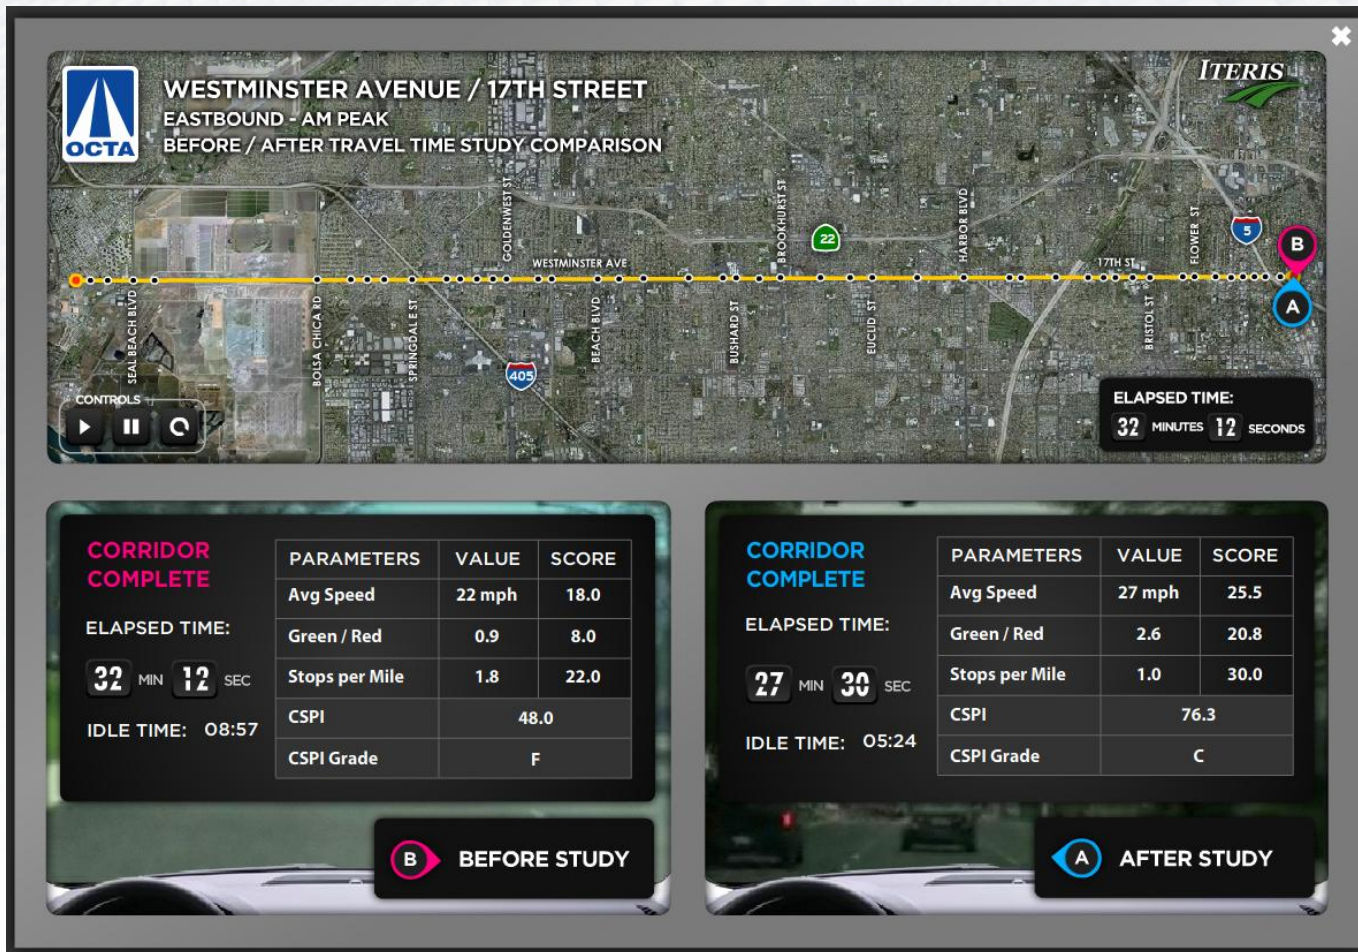 WESTMINSTER AVENUE / 17TH STREET
EASTBOUND - AM PEAK
BEFORE / AFTER TRAVEL TIME STUDY COMPARISON
OCTA
ITERIS
SEAL BEACH BLVD
BOLSA CHICA RD
SPRINGDALE ST
GOLDENWEST ST
405
WESTMINSTER AVE
BEACH BLVD
BUSHARD ST
BROOKHURST ST
22
EUCLID ST
HARBOR BLVD
17TH ST
BRISTOL ST
FLOWER ST
5
B
A
CONTROLS
ELAPSED TIME:
32 MINUTES 12 SECONDS
CORRIDOR
COMPLETE
ELAPSED TIME:
32 MIN 12 SEC
IDLE TIME: 08:57
PARAMETERS VALUE SCORE
Avg Speed 22 mph 18.0
Green / Red 0.9 8.0
Stops per Mile 1.8 22.0
CSPI 48.0
CSPI Grade F
B BEFORE STUDY
CORRIDOR
COMPLETE
ELAPSED TIME:
27 MIN 30 SEC
IDLE TIME: 05:24
PARAMETERS VALUE SCORE
Avg Speed 27 mph 25.5
Green / Red 2.6 20.8
Stops per Mile 1.0 30.0
CSPI 76.3
CSPI Grade C
A AFTER STUDY